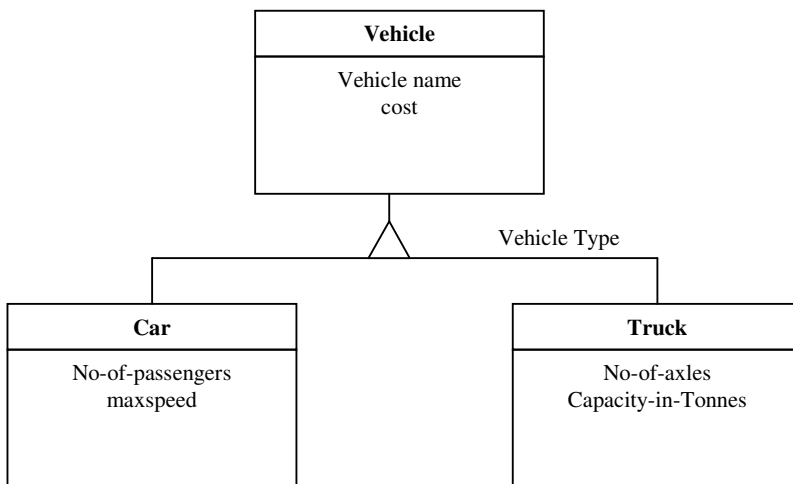 Vehicle
Vehicle name
cost
Vehicle Type
Car
No-of-passengers
maxspeed
Truck
No-of-axles
Capacity-in-Tonnes